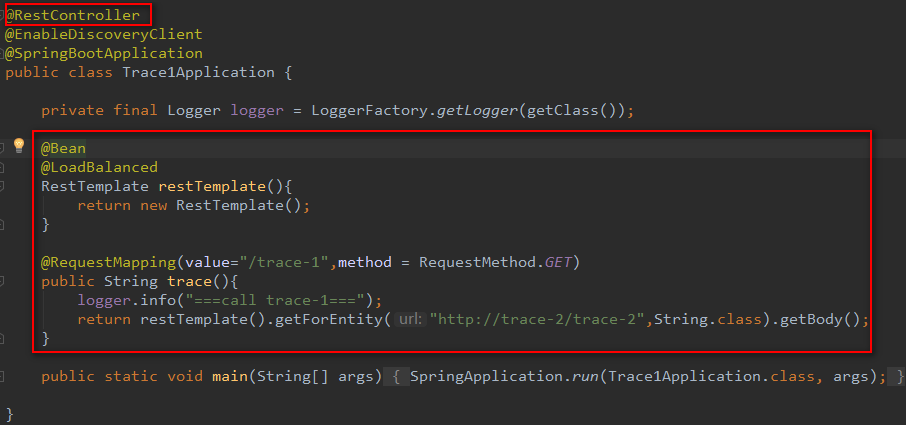 @RestController
@EnableDiscoveryClient
@SpringBootApplication
public class Trace1Application {
private final Logger logger = LoggerFactory.getLogger(getClass());
@Bean
@LoadBalanced
RestTemplate restTemplate(){
return new RestTemplate();
}
@RequestMapping(value="/trace-1",method = RequestMethod.GET)
public String trace(){
logger.info("===call trace-1===");
return restTemplate().getForEntity( url: "http://trace-2/trace-2",String.class).getBody();
}
public static void main(String[] args) { SpringApplication.run(Trace1Application.class, args); }
}